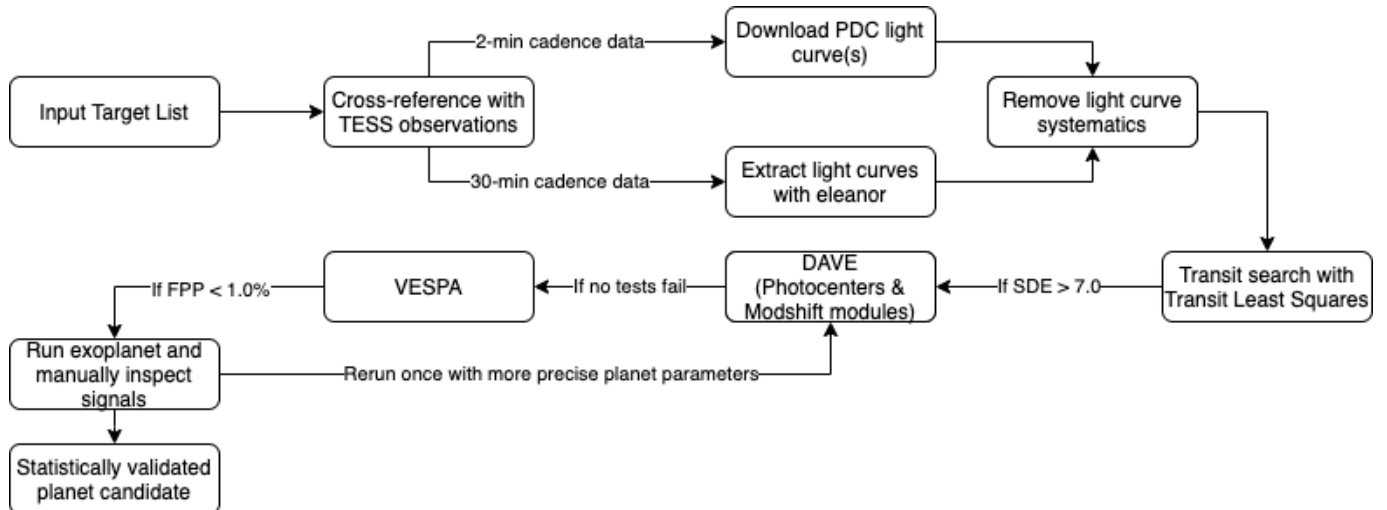 2-min cadence data
Download PDC light
curve(s)
Input Target List
Cross-reference with
TESS observations
Remove light curve
systematics
30-min cadence data
Extract light curves
with eleanor
If FPP < 1.0%
VESPA
If no tests fail
DAVE
(Photocenters &
Modshift modules)
If SDE > 7.0
Transit search with
Transit Least Squares
Run exoplanet and
manually inspect
signals
Rerun once with more precise planet parameters
Statistically validated
planet candidate